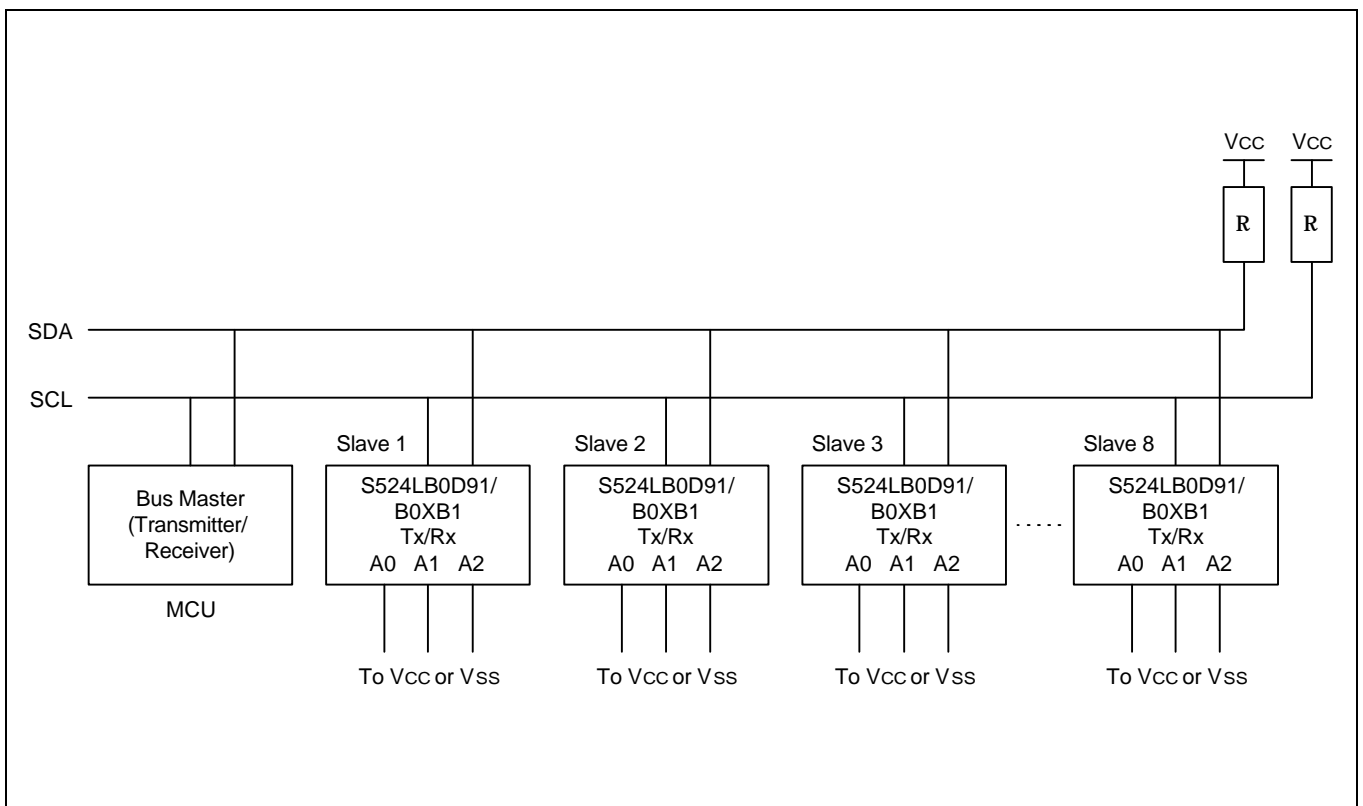 VCC VCC
R R
SDA
SCL
Slave 1 Slave 2 Slave 3 Slave 8
Bus Master
(Transmitter/
Receiver)
MCU
S524LB0D91/
B0XB1
Tx/Rx
A0 A1 A2
To VCC or VSS
S524LB0D91/
B0XB1
Tx/Rx
A0 A1 A2
To VCC or VSS
S524LB0D91/
B0XB1
Tx/Rx
A0 A1 A2
To VCC or VSS
.....
S524LB0D91/
B0XB1
Tx/Rx
A0 A1 A2
To VCC or VSS